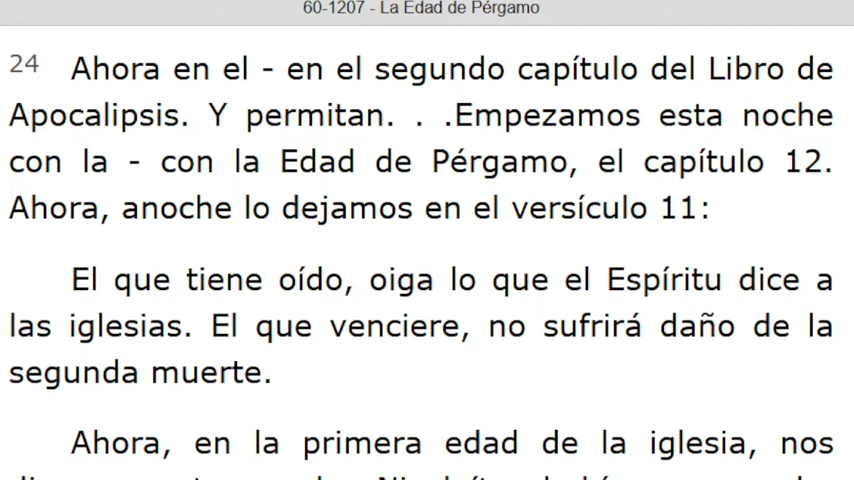 60-1207 - La Edad de Pérgamo
24 Ahora en el - en el segundo capítulo del Libro de
Apocalipsis. Y permitan. . .Empezamos esta noche
con la - con la Edad de Pérgamo, el capítulo 12.
Ahora, anoche lo dejamos en el versículo 11:
El que tiene oído, oiga lo que el Espíritu dice a
las iglesias. El que venciere, no sufrirá daño de la
segunda muerte.
Ahora, en la primera edad de la iglesia, nos